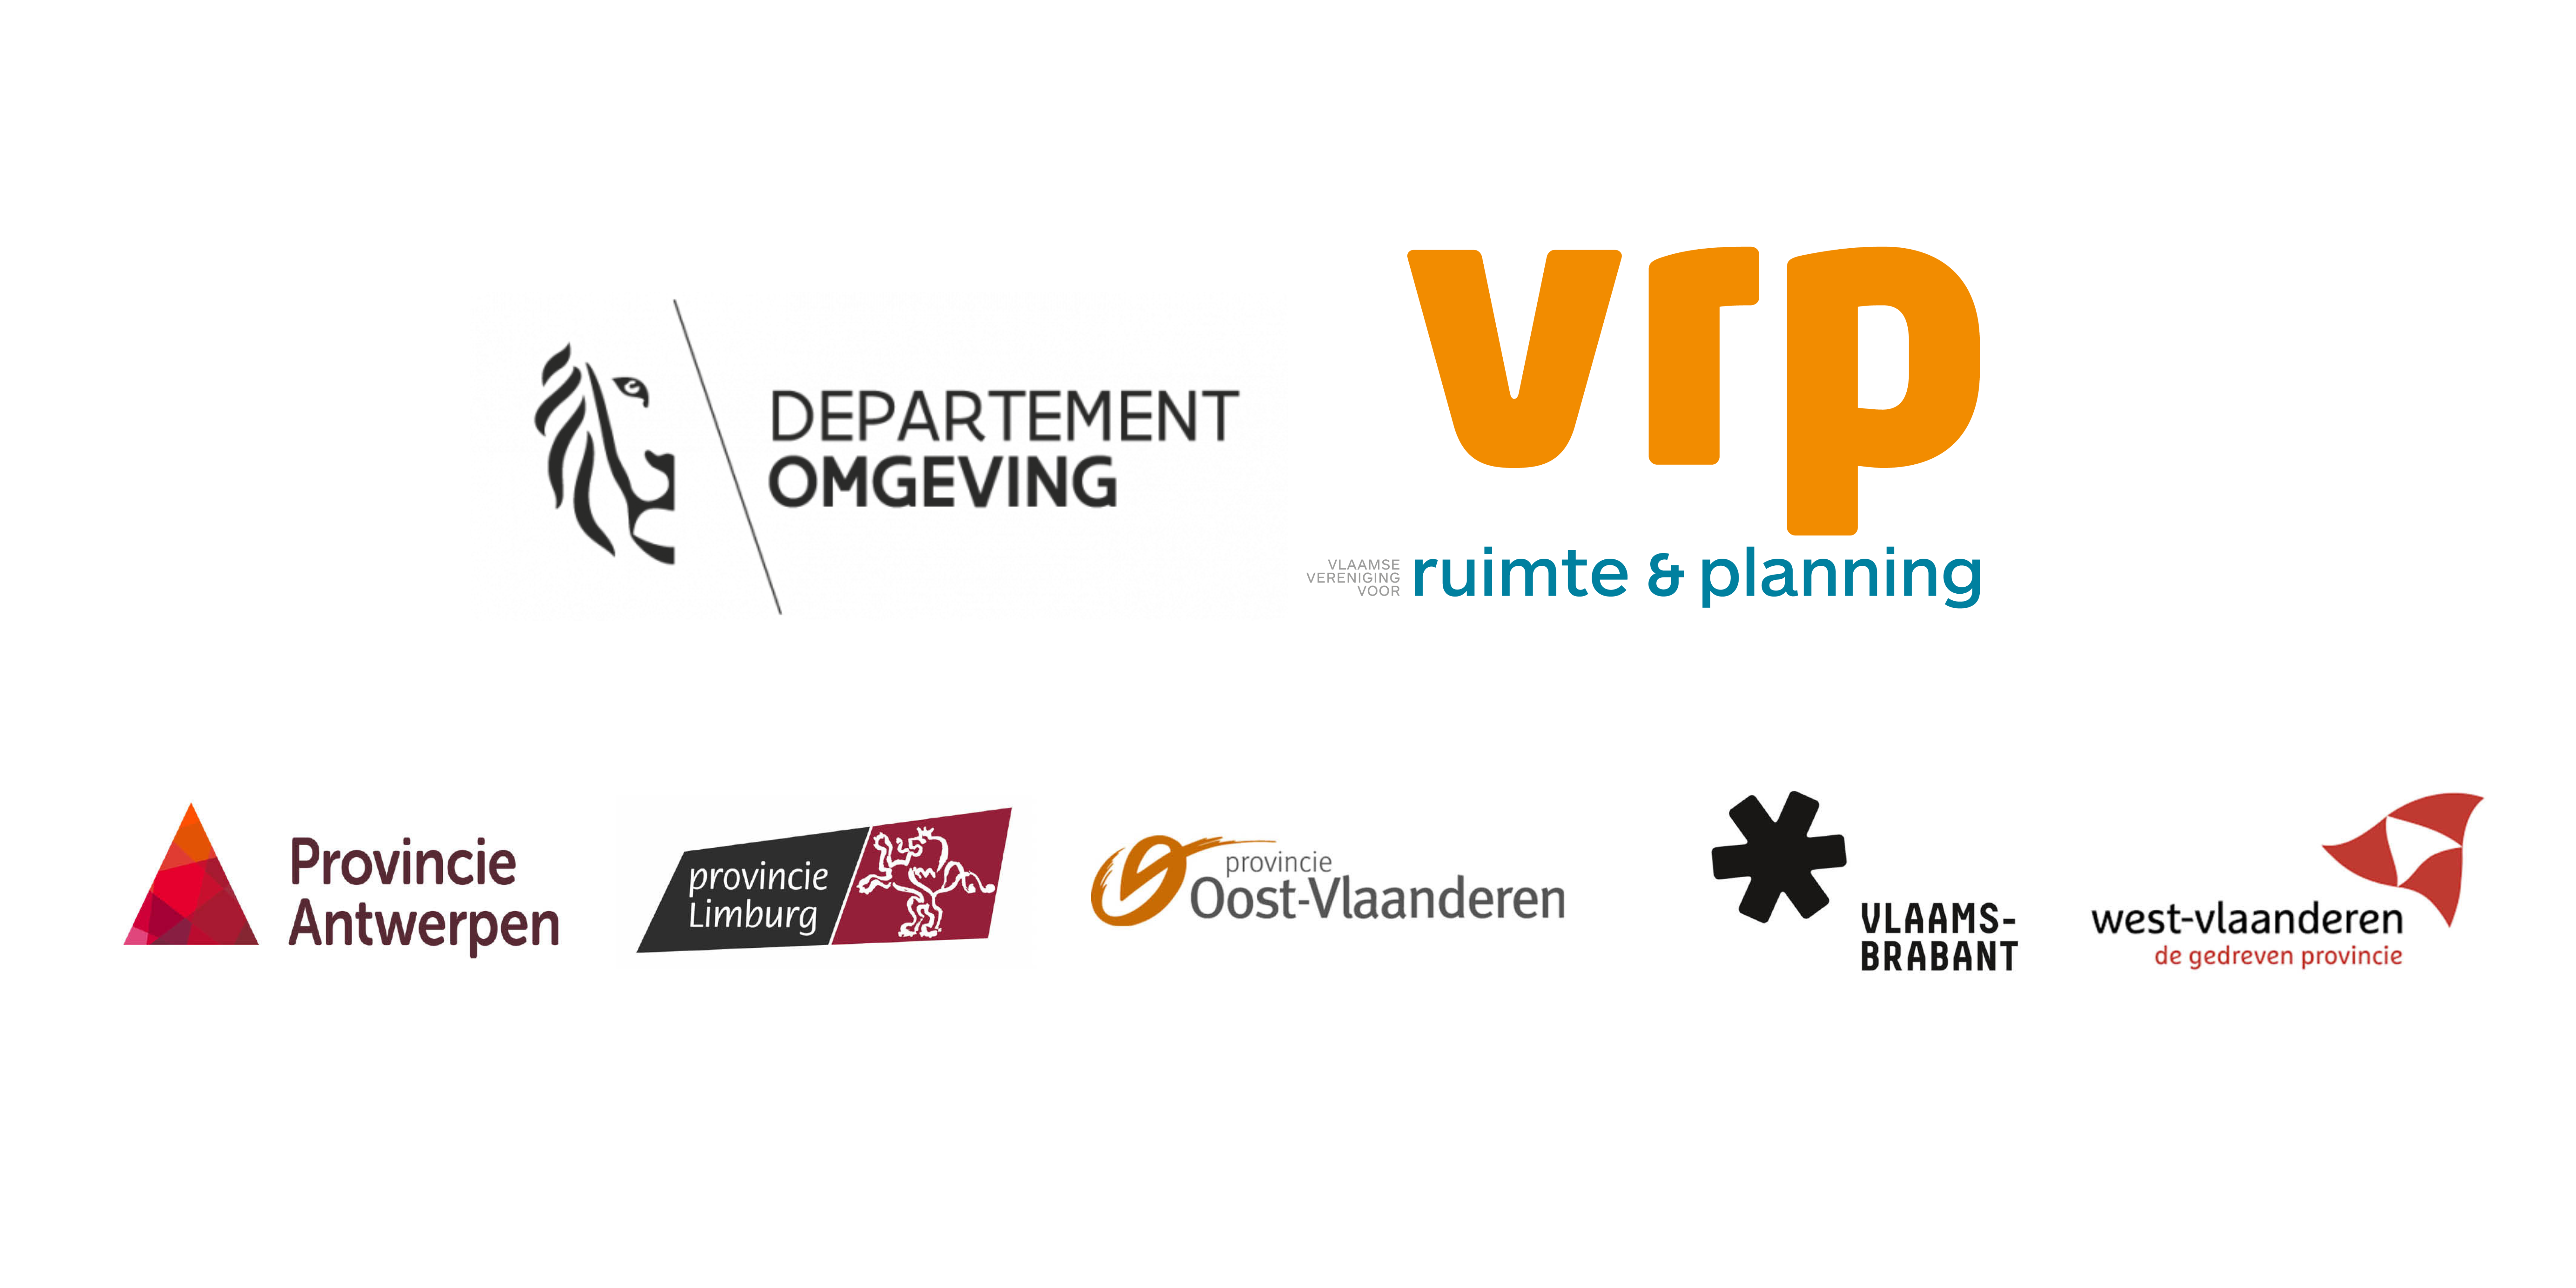 DEPARTEMENT
OMGEVING
vrp
VLAAMSE
VERENIGING
VOOR
ruimte & planning
Provincie
Antwerpen
provincie
Limburg
provincie
Oost-Vlaanderen
VLAAMS-
BRABANT
west-vlaanderen
de gedreven provincie